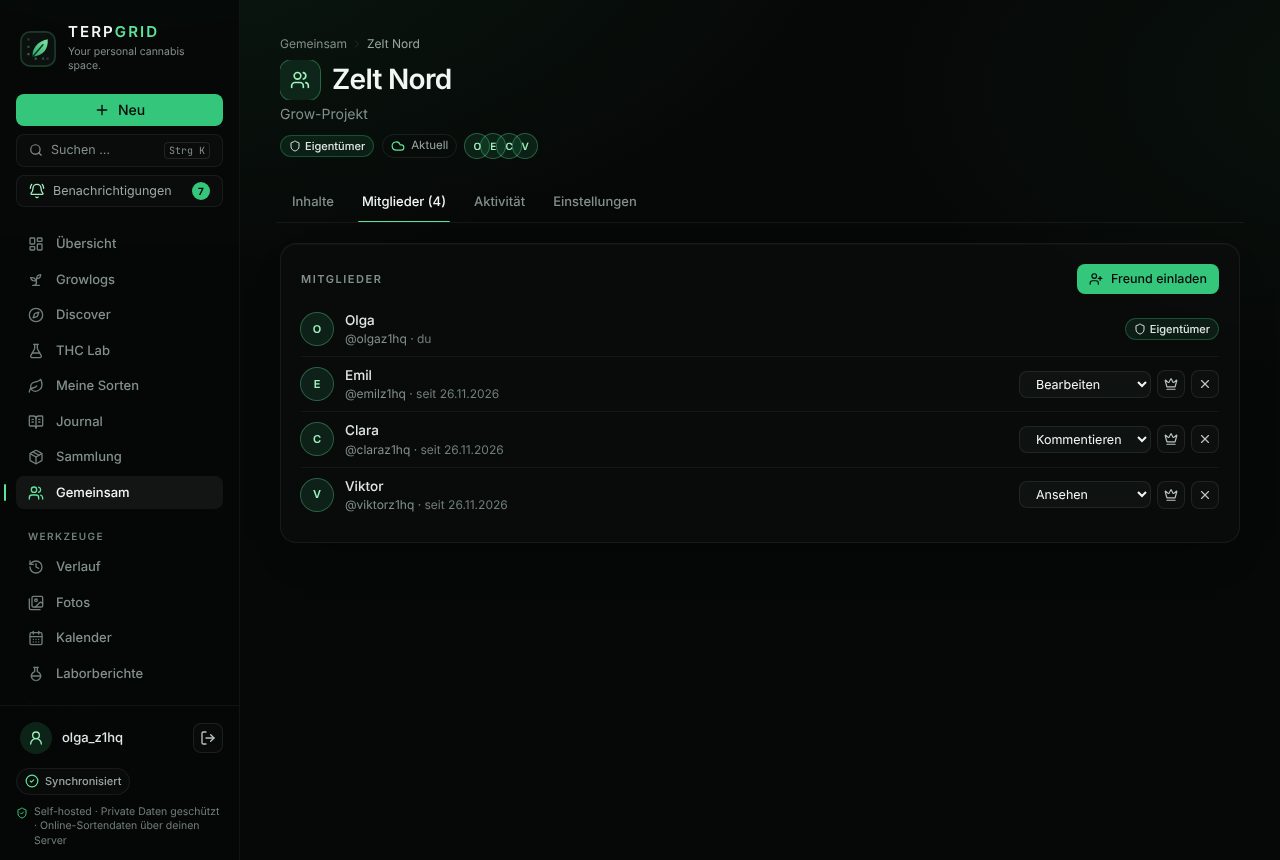 TERPGRID
Your personal cannabis
space.
Neu
Suchen ... Strg K
Benachrichtigungen 7
Übersicht
Growlogs
Discover
THC Lab
Meine Sorten
Journal
Sammlung
Gemeinsam
WERKZEUGE
Verlauf
Fotos
Kalender
Laborberichte
olga_z1hq
Synchronisiert
Self-hosted · Private Daten geschützt
· Online-Sortendaten über deinen
Server
Gemeinsam Zelt Nord
Zelt Nord
Grow-Projekt
Eigentümer Aktuell O E C V
Inhalte Mitglieder (4) Aktivität Einstellungen
MITGLIEDER Freund einladen
O Olga
@olgaz1hq · du
Eigentümer
E Emil
@emilz1hq · seit 26.11.2026
Bearbeiten
C Clara
@claraz1hq · seit 26.11.2026
Kommentieren
V Viktor
@viktorz1hq · seit 26.11.2026
Ansehen